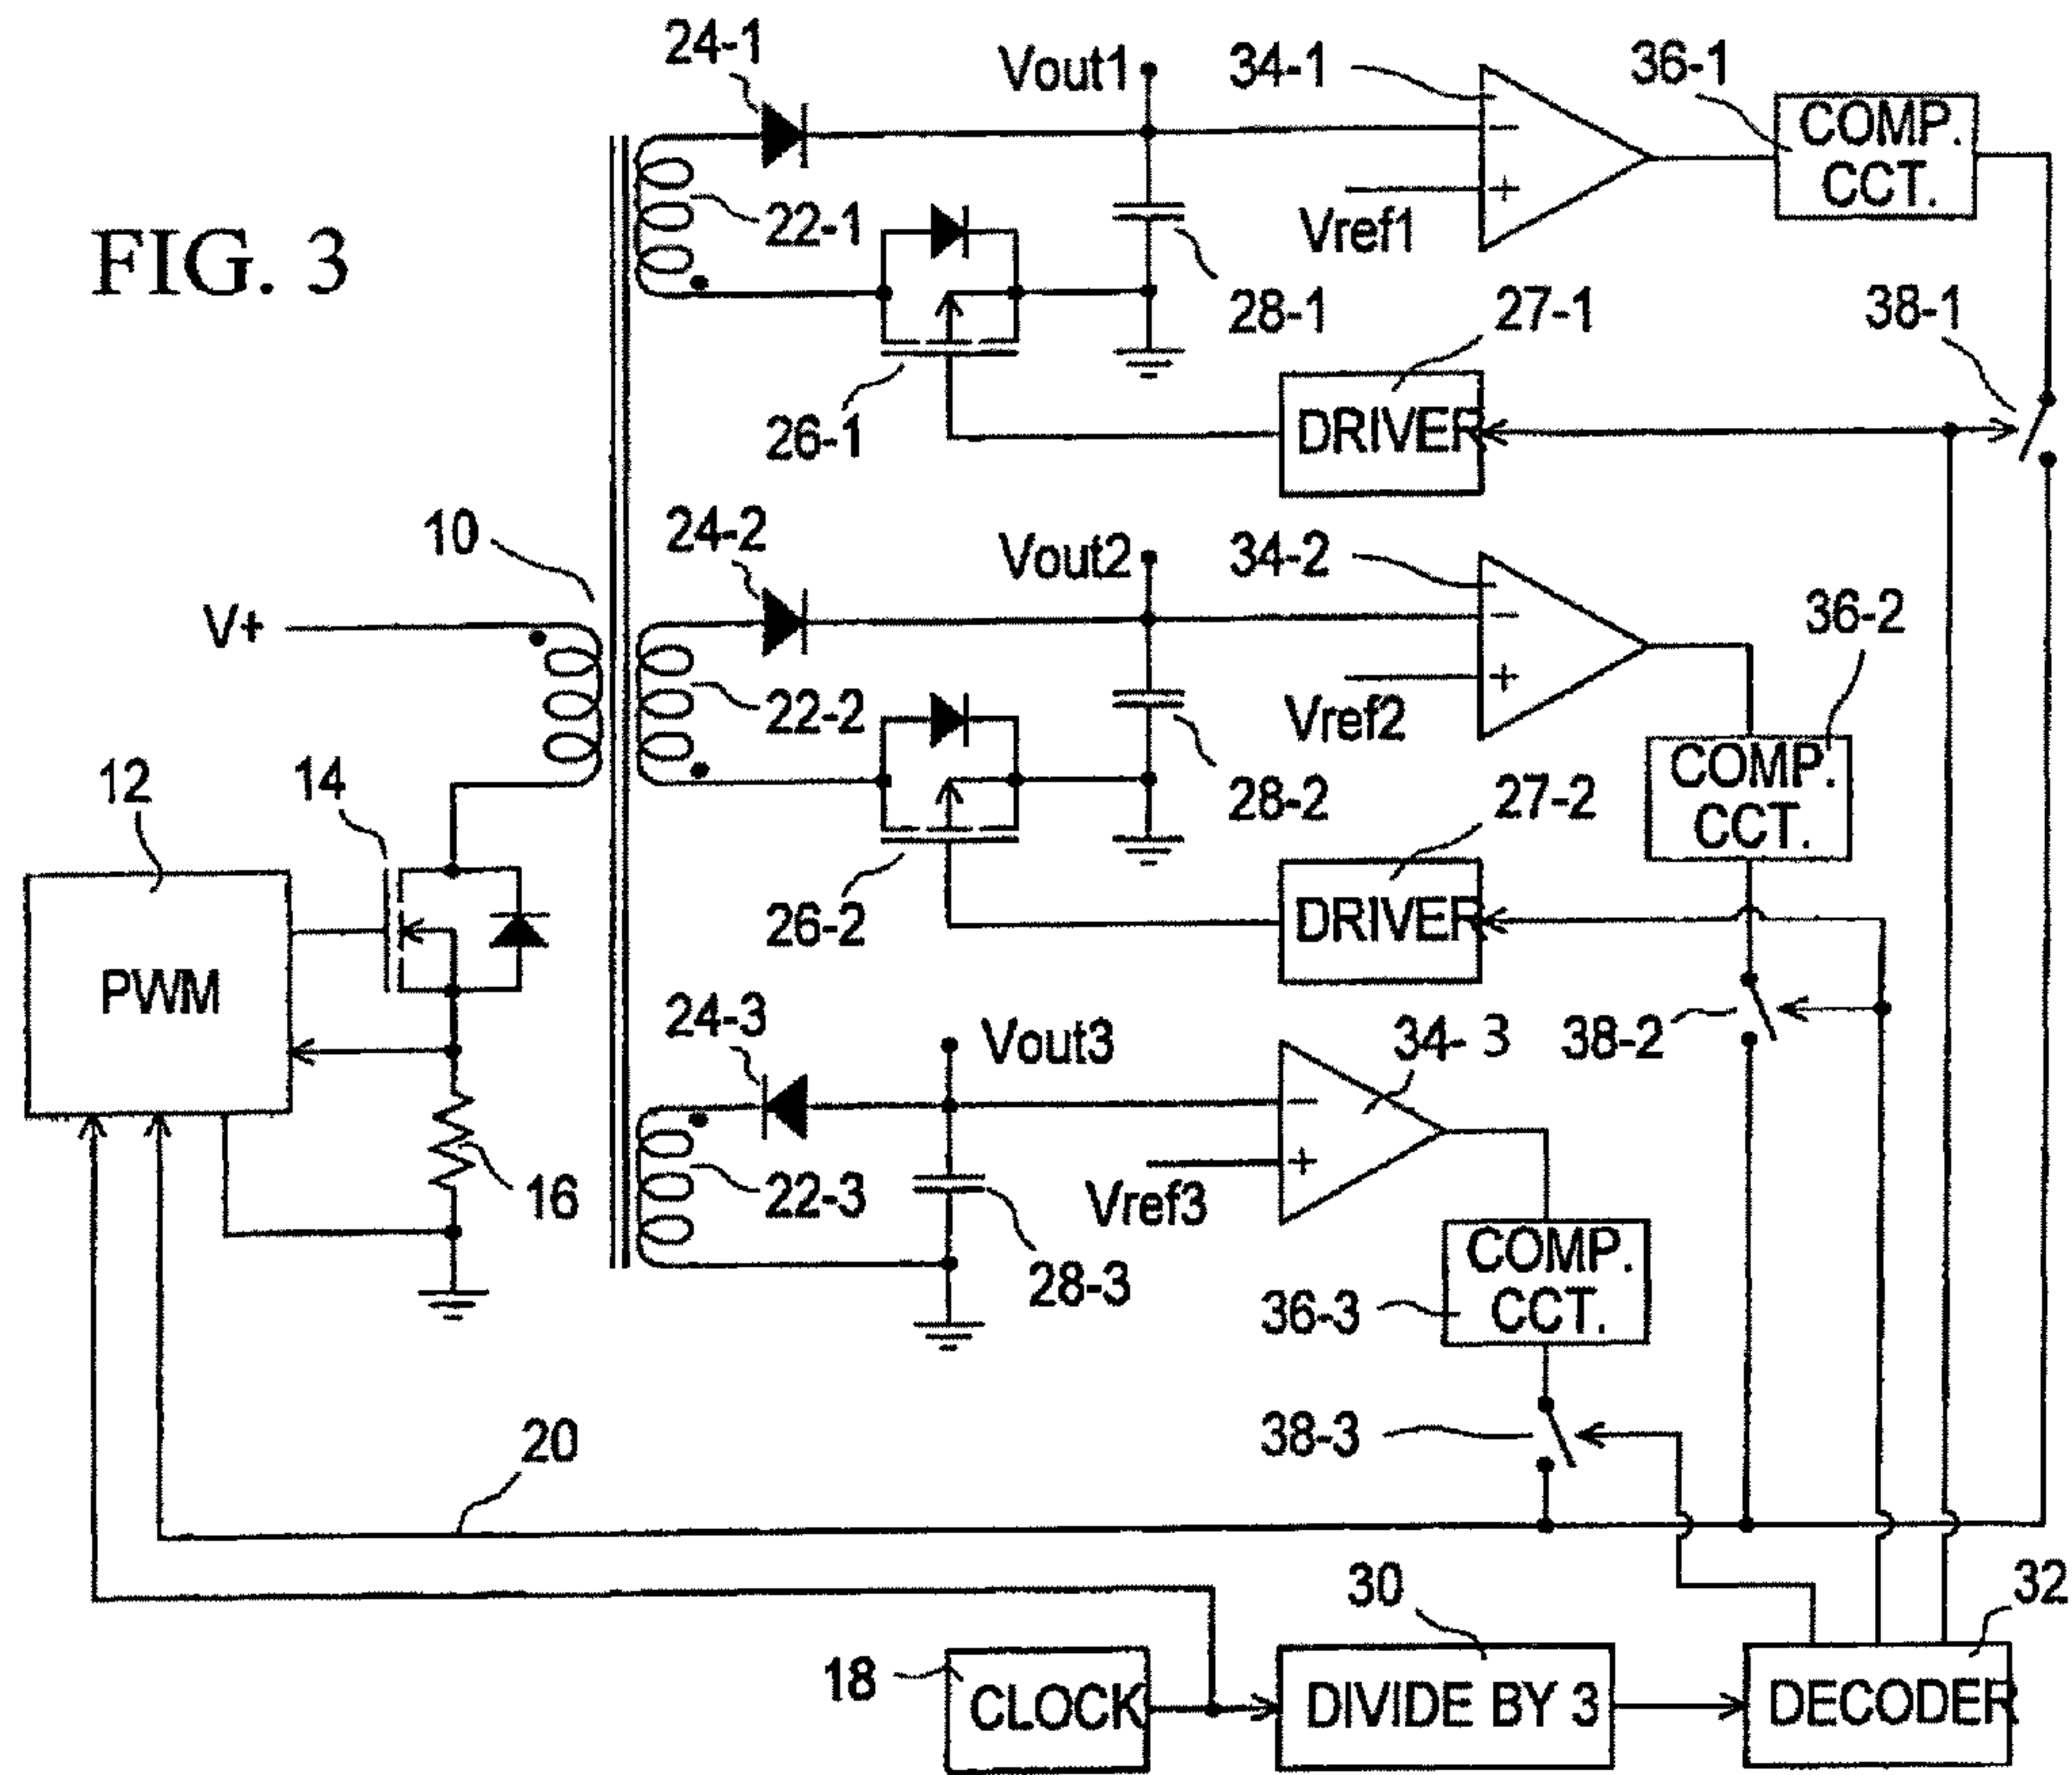 FIG. 3
24-1
Vout1
34-1
36-1
COMP.
CCT.
22-1
Vref1
28-1
27-1
38-1
26-1
DRIVER
10
24-2
Vout2
34-2
36-2
V+
22-2
Vref2
COMP.
CCT.
12
14
28-2
27-2
26-2
DRIVER
PWM
24-3
Vout3
34- 3
38-2
16
22-3
Vref3
28-3
COMP.
CCT.
36-3
20
38-3
30
32
18
CLOCK
DIVIDE BY 3
DECODER
−
+
−
+
−
+